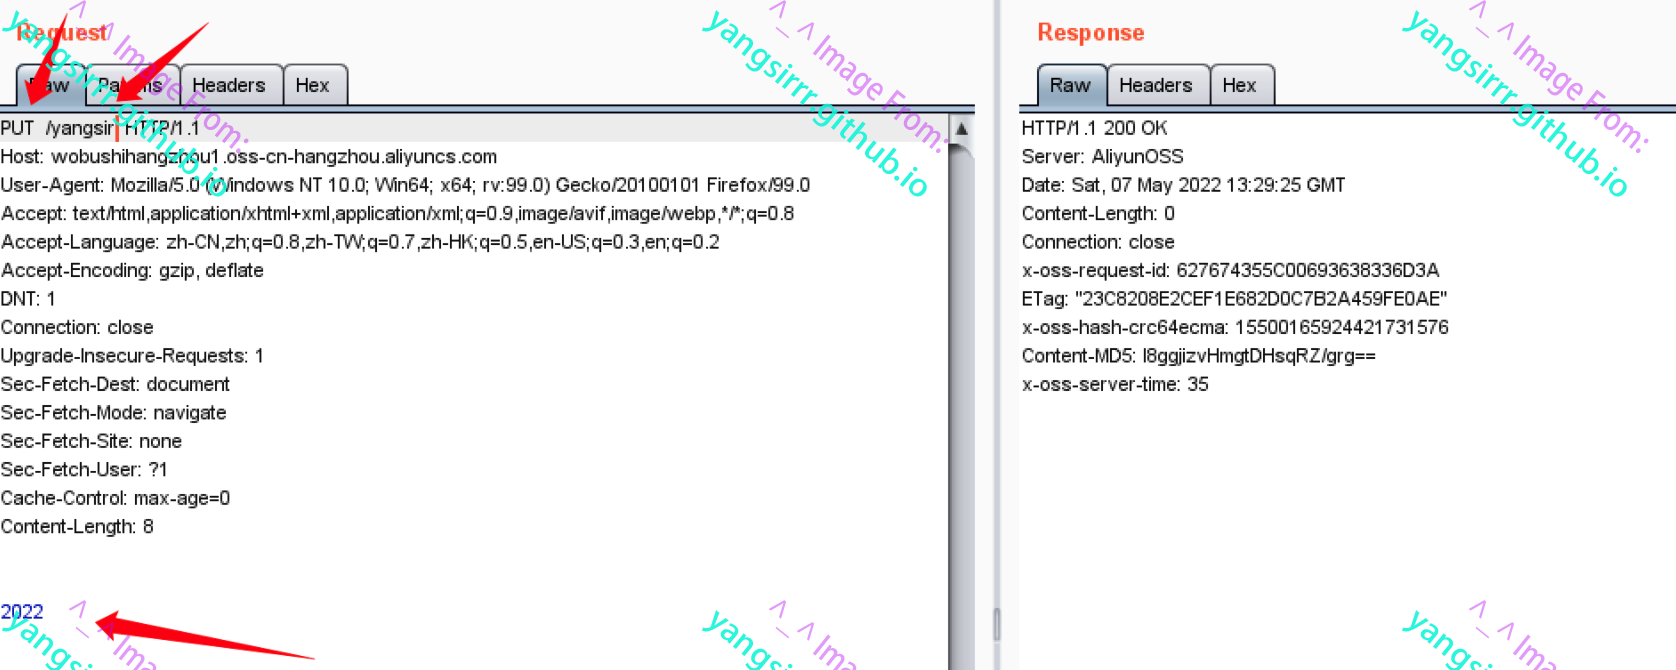 Request
Raw Params Headers Hex
PUT /yangsir HTTP/1.1
Host: wobushihangzhou1.oss-cn-hangzhou.aliyuncs.com
User-Agent: Mozilla/5.0 (Windows NT 10.0; Win64; x64; rv:99.0) Gecko/20100101 Firefox/99.0
Accept: text/html,application/xhtml+xml,application/xml;q=0.9,image/avif,image/webp,*/*;q=0.8
Accept-Language: zh-CN,zh;q=0.8,zh-TW;q=0.7,zh-HK;q=0.5,en-US;q=0.3,en;q=0.2
Accept-Encoding: gzip, deflate
DNT: 1
Connection: close
Upgrade-Insecure-Requests: 1
Sec-Fetch-Dest: document
Sec-Fetch-Mode: navigate
Sec-Fetch-Site: none
Sec-Fetch-User: ?1
Cache-Control: max-age=0
Content-Length: 8
2022
Response
Raw Headers Hex
HTTP/1.1 200 OK
Server: AliyunOSS
Date: Sat, 07 May 2022 13:29:25 GMT
Content-Length: 0
Connection: close
x-oss-request-id: 627674355C00693638336D3A
ETag: "23C8208E2CEF1E682D0C7B2A459FE0AE"
x-oss-hash-crc64ecma: 15500165924421731576
Content-MD5: I8ggjizvHmgtDHsqRZ/grg==
x-oss-server-time: 35
^_^ Image From:
yangsirrr.github.io
^_^ Image From:
yangsirrr.github.io
^_^ Image From:
yangsirrr.github.io
^_^ Ima
yangsi
^_^ Ima
yangsi
^_^ Ima
yangsi